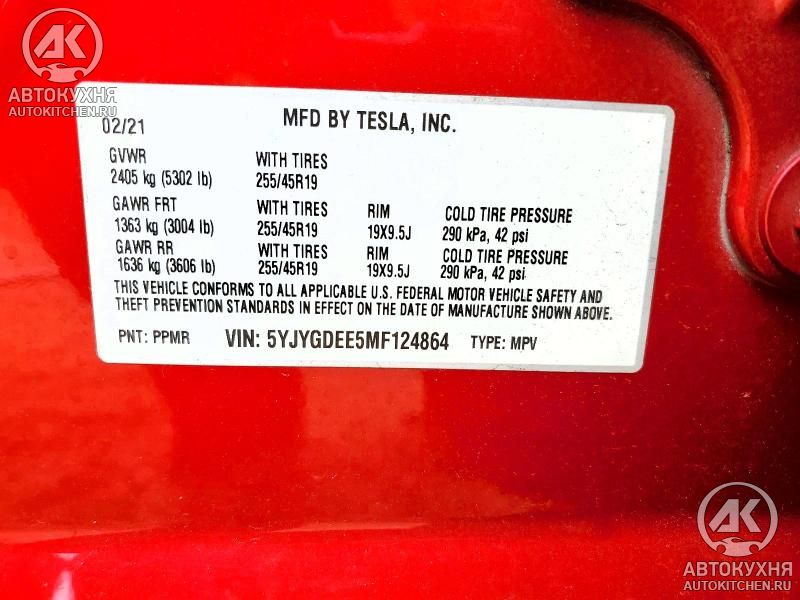 AK
АВТОКУХНЯ
AUTOKITCHEN.RU
02/21 MFD BY TESLA, INC.
GVWR WITH TIRES
2405 kg (5302 lb) 255/45R19
GAWR FRT WITH TIRES RIM COLD TIRE PRESSURE
1363 kg (3004 lb) 255/45R19 19X9.5J 290 kPa, 42 psi
GAWR RR WITH TIRES RIM COLD TIRE PRESSURE
1636 kg (3606 lb) 255/45R19 19X9.5J 290 kPa, 42 psi
THIS VEHICLE CONFORMS TO ALL APPLICABLE U.S. FEDERAL MOTOR VEHICLE SAFETY AND
THEFT PREVENTION STANDARDS IN EFFECT ON THE DATE OF MANUFACTURE SHOWN ABOVE.
PNT: PPMR VIN: 5YJYGDEE5MF124864 TYPE: MPV
AK
АВТОКУХНЯ
AUTOKITCHEN.RU